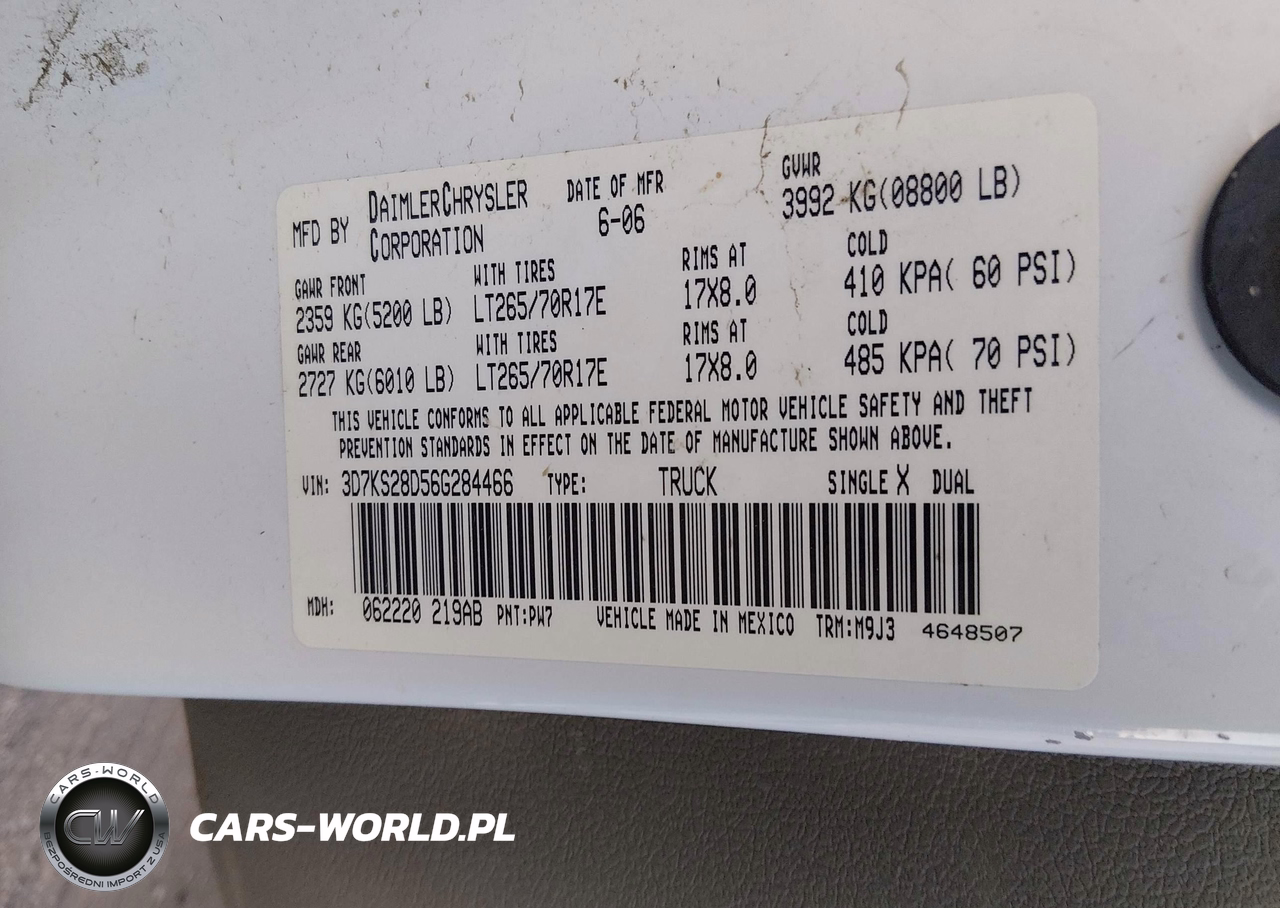 MFD BY DAIMLERCHRYSLER CORPORATION DATE OF MFR 6-06 GVWR 3992 KG(08800 LB)
GAWR FRONT WITH TIRES RIMS AT COLD
2359 KG(5200 LB) LT265/70R17E 17X8.0 410 KPA( 60 PSI)
GAWR REAR WITH TIRES RIMS AT COLD
2727 KG(6010 LB) LT265/70R17E 17X8.0 485 KPA( 70 PSI)
THIS VEHICLE CONFORMS TO ALL APPLICABLE FEDERAL MOTOR VEHICLE SAFETY AND THEFT
PREVENTION STANDARDS IN EFFECT ON THE DATE OF MANUFACTURE SHOWN ABOVE.
VIN: 3D7KS28D56G284466 TYPE: TRUCK SINGLE X DUAL
MDH: 062220 219AB PNT:PW7 VEHICLE MADE IN MEXICO TRM:M9J3 4648507
CARS-WORLD
CW
BEZPOŚREDNI IMPORT Z USA
CARS-WORLD.PL